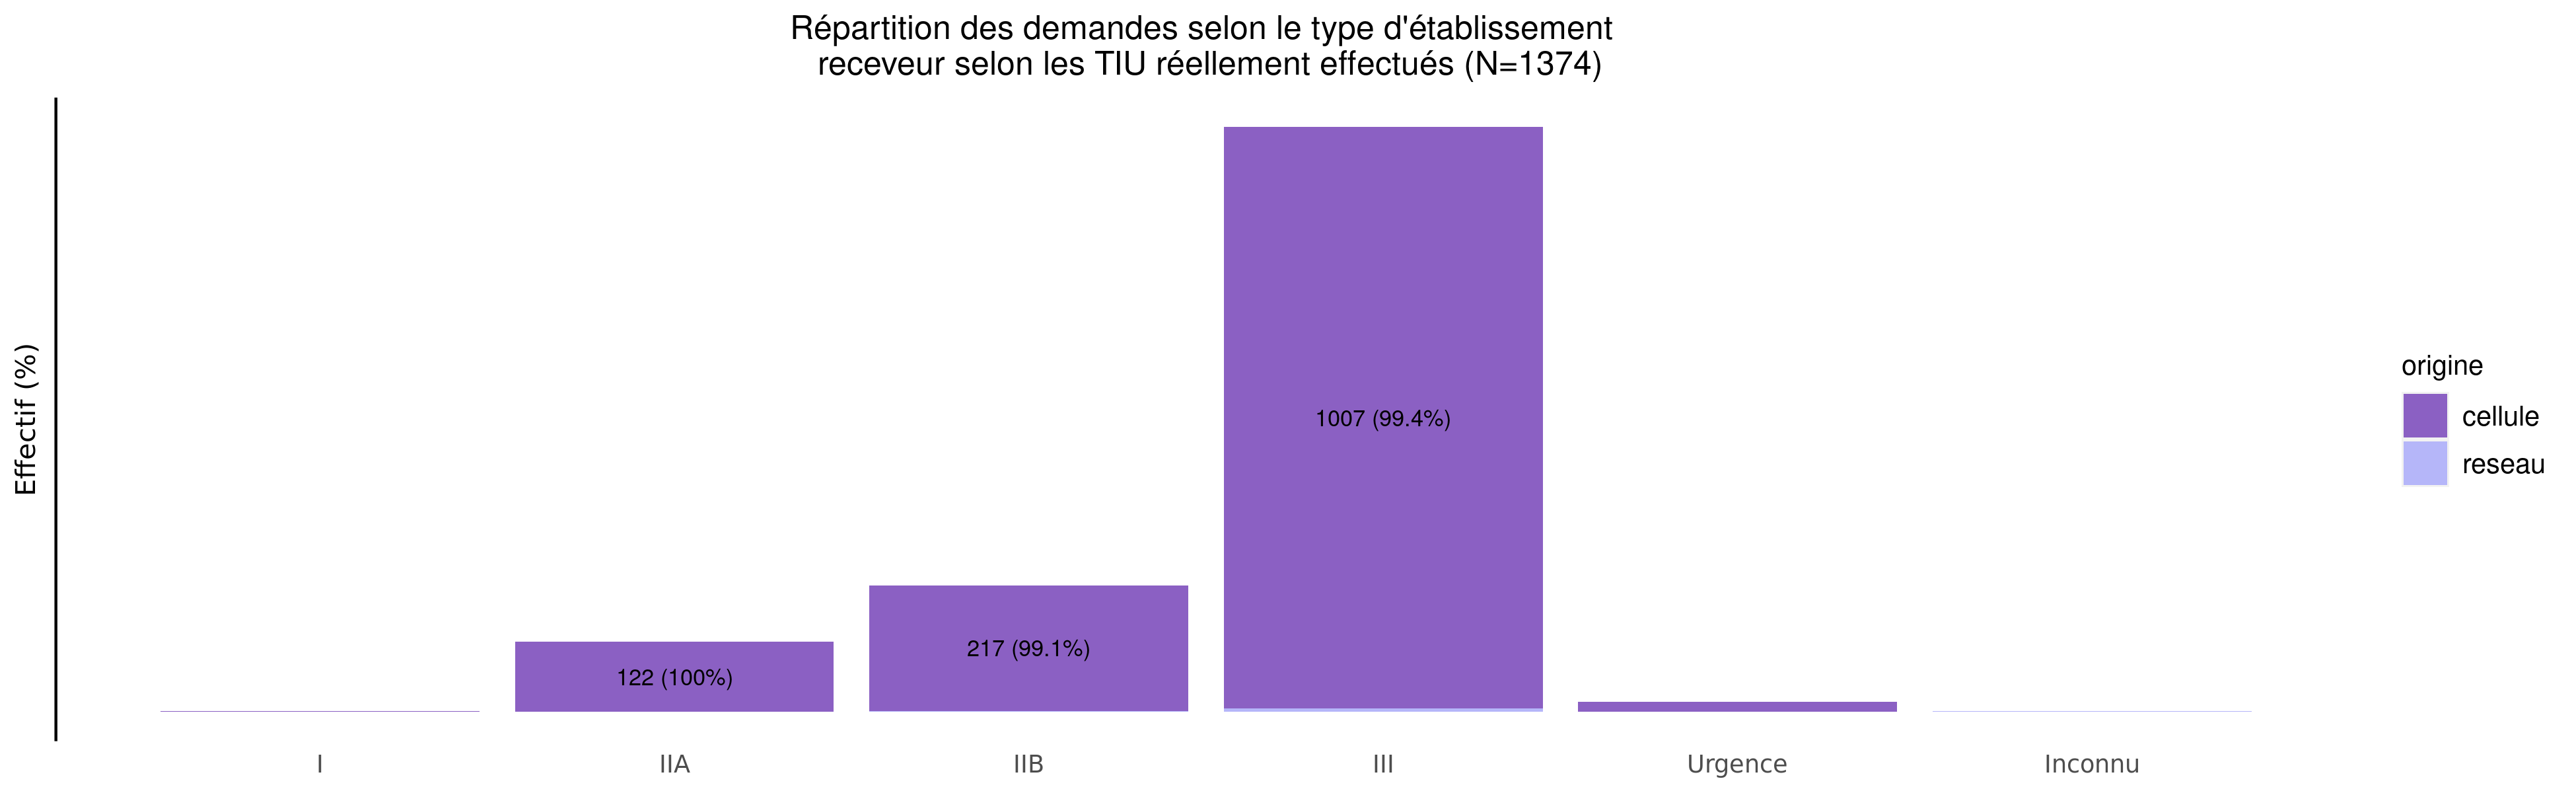 Répartition des demandes selon le type d'établissement
receveur selon les TIU réellement effectués (N=1374)
Effectif (%)
1007 (99.4%)
217 (99.1%)
122 (100%)
I
IIA
IIB
III
Urgence
Inconnu
origine
cellule
reseau